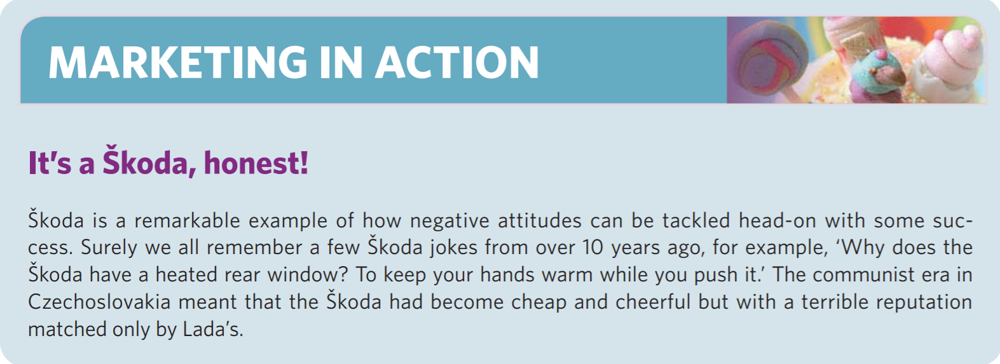 MARKETING IN ACTION
It’s a Škoda, honest!
Škoda is a remarkable example of how negative attitudes can be tackled head-on with some suc-
cess. Surely we all remember a few Škoda jokes from over 10 years ago, for example, ‘Why does the
Škoda have a heated rear window? To keep your hands warm while you push it.’ The communist era in
Czechoslovakia meant that the Škoda had become cheap and cheerful but with a terrible reputation
matched only by Lada’s.